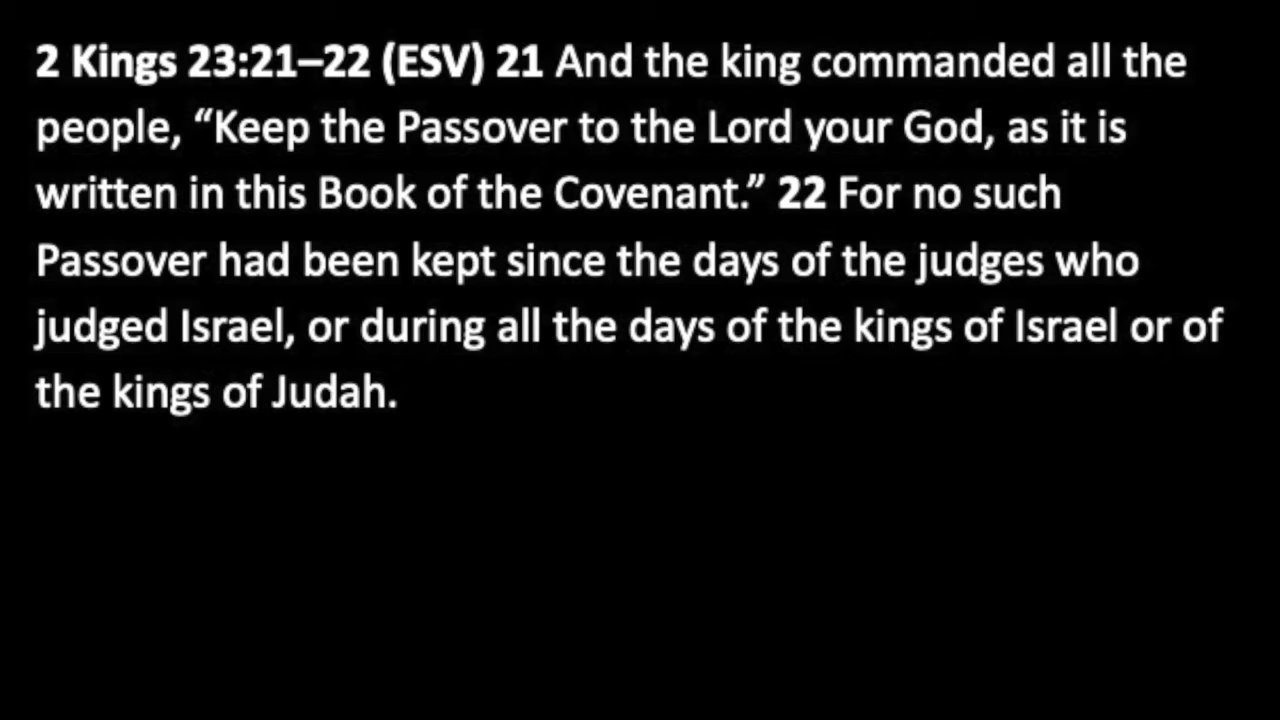 2 Kings 23:21–22 (ESV) 21 And the king commanded all the
people, “Keep the Passover to the Lord your God, as it is
written in this Book of the Covenant.” 22 For no such
Passover had been kept since the days of the judges who
judged Israel, or during all the days of the kings of Israel or of
the kings of Judah.